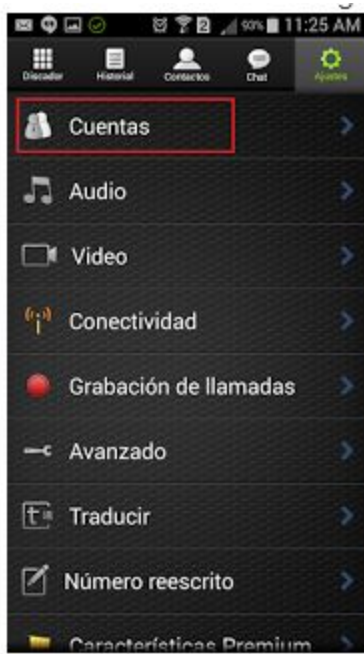 90% 11:25 AM
Discador Historial Contactos Chat Ajustes
Cuentas
Audio
Video
Conectividad
Grabación de llamadas
Avanzado
Traducir
Número reescrito
Características Premium